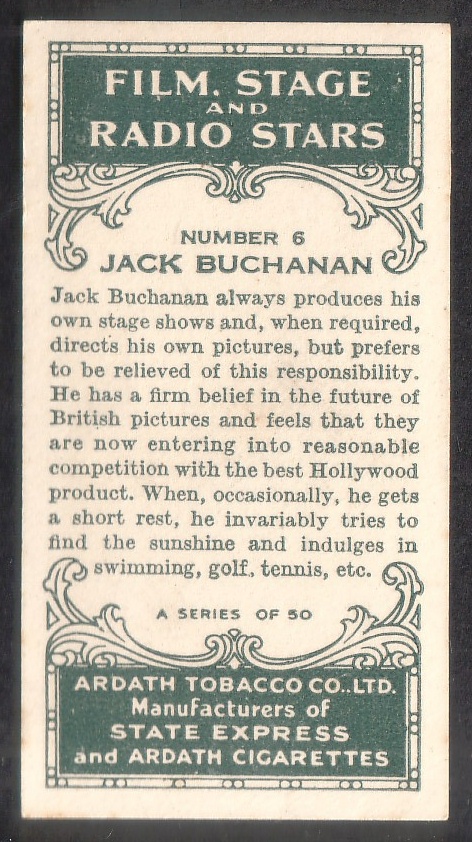 FILM, STAGE
AND
RADIO STARS
NUMBER 6
JACK BUCHANAN
Jack Buchanan always produces his
own stage shows and, when required,
directs his own pictures, but prefers
to be relieved of this responsibility.
He has a firm belief in the future of
British pictures and feels that they
are now entering into reasonable
competition with the best Hollywood
product. When, occasionally, he gets
a short rest, he invariably tries to
find the sunshine and indulges in
swimming, golf, tennis, etc.
A SERIES OF 50
ARDATH TOBACCO CO., LTD.
Manufacturers of
STATE EXPRESS
and ARDATH CIGARETTES